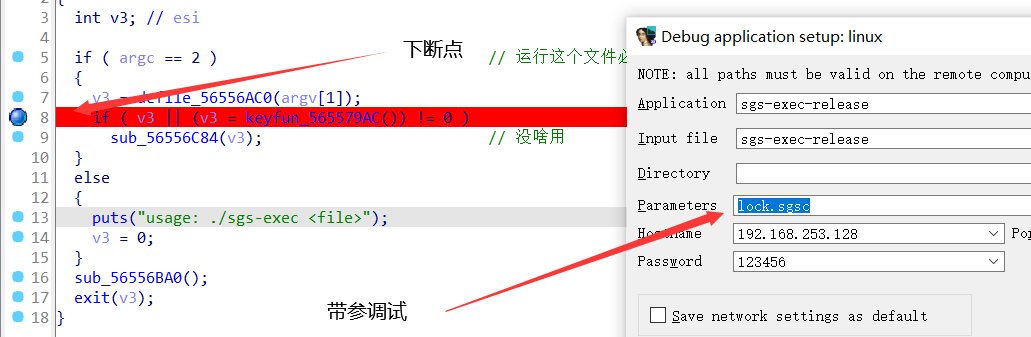 2 {
3 int v3; // esi
4
5 if ( argc == 2 ) // 运行这个文件必
6 {
7 v3 = defile_56556AC0(argv[1]);
8 if ( v3 || (v3 = keyfun_565579AC()) != 0 )
9 sub_56556C84(v3); // 没啥用
10 }
11 else
12 {
13 puts("usage: ./sgs-exec <file>");
14 v3 = 0;
15 }
16 sub_56556BA0();
17 exit(v3);
18 }
下断点
带参调试
Debug application setup: linux
NOTE: all paths must be valid on the remote compu
Application sgs-exec-release
Input file sgs-exec-release
Directory
Parameters lock.sgsc
Hostname 192.168.253.128 Po
Password 123456
Save network settings as default